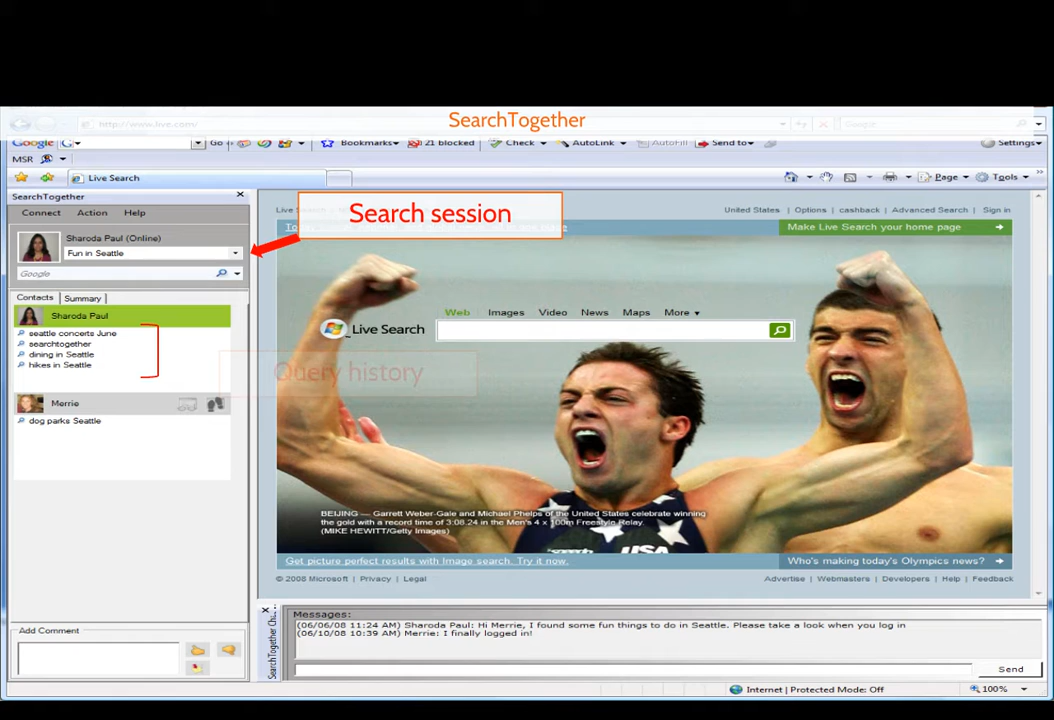 SearchTogether
http://www.live.com/
Google
Google G Go Bookmarks 21 blocked Check AutoLink AutoFill Send to Settings
MSR
Live Search Page Tools
SearchTogether
Connect Action Help
Sharoda Paul (Online)
Fun in Seattle
Google
Contacts Summary
Sharoda Paul
seattle concerts June
searchtogether
dining in Seattle
hikes in Seattle
Merrie
dog parks Seattle
Add Comment
Search session
Query history
United States | Options | cashback | Advanced Search | Sign in
Make Live Search your home page
Web Images Video News Maps More
Live Search
BEIJING — Garrett Weber-Gale and Michael Phelps of the United States celebrate winning
the gold with a record time of 3:08.24 in the Men's 4 x 100m Freestyle Relay.
(MIKE HEWITT/Getty Images)
USA
Get picture perfect results with Image search. Try it now.
Who's making today's Olympics news?
© 2008 Microsoft | Privacy | Legal
Advertise | Webmasters | Developers | Help | Feedback
Messages:
(06/06/08 11:24 AM) Sharoda Paul: Hi Merrie, I found some fun things to do in Seattle. Please take a look when you log in
(06/10/08 10:39 AM) Merrie: I finally logged in!
Send
Internet | Protected Mode: Off
100%